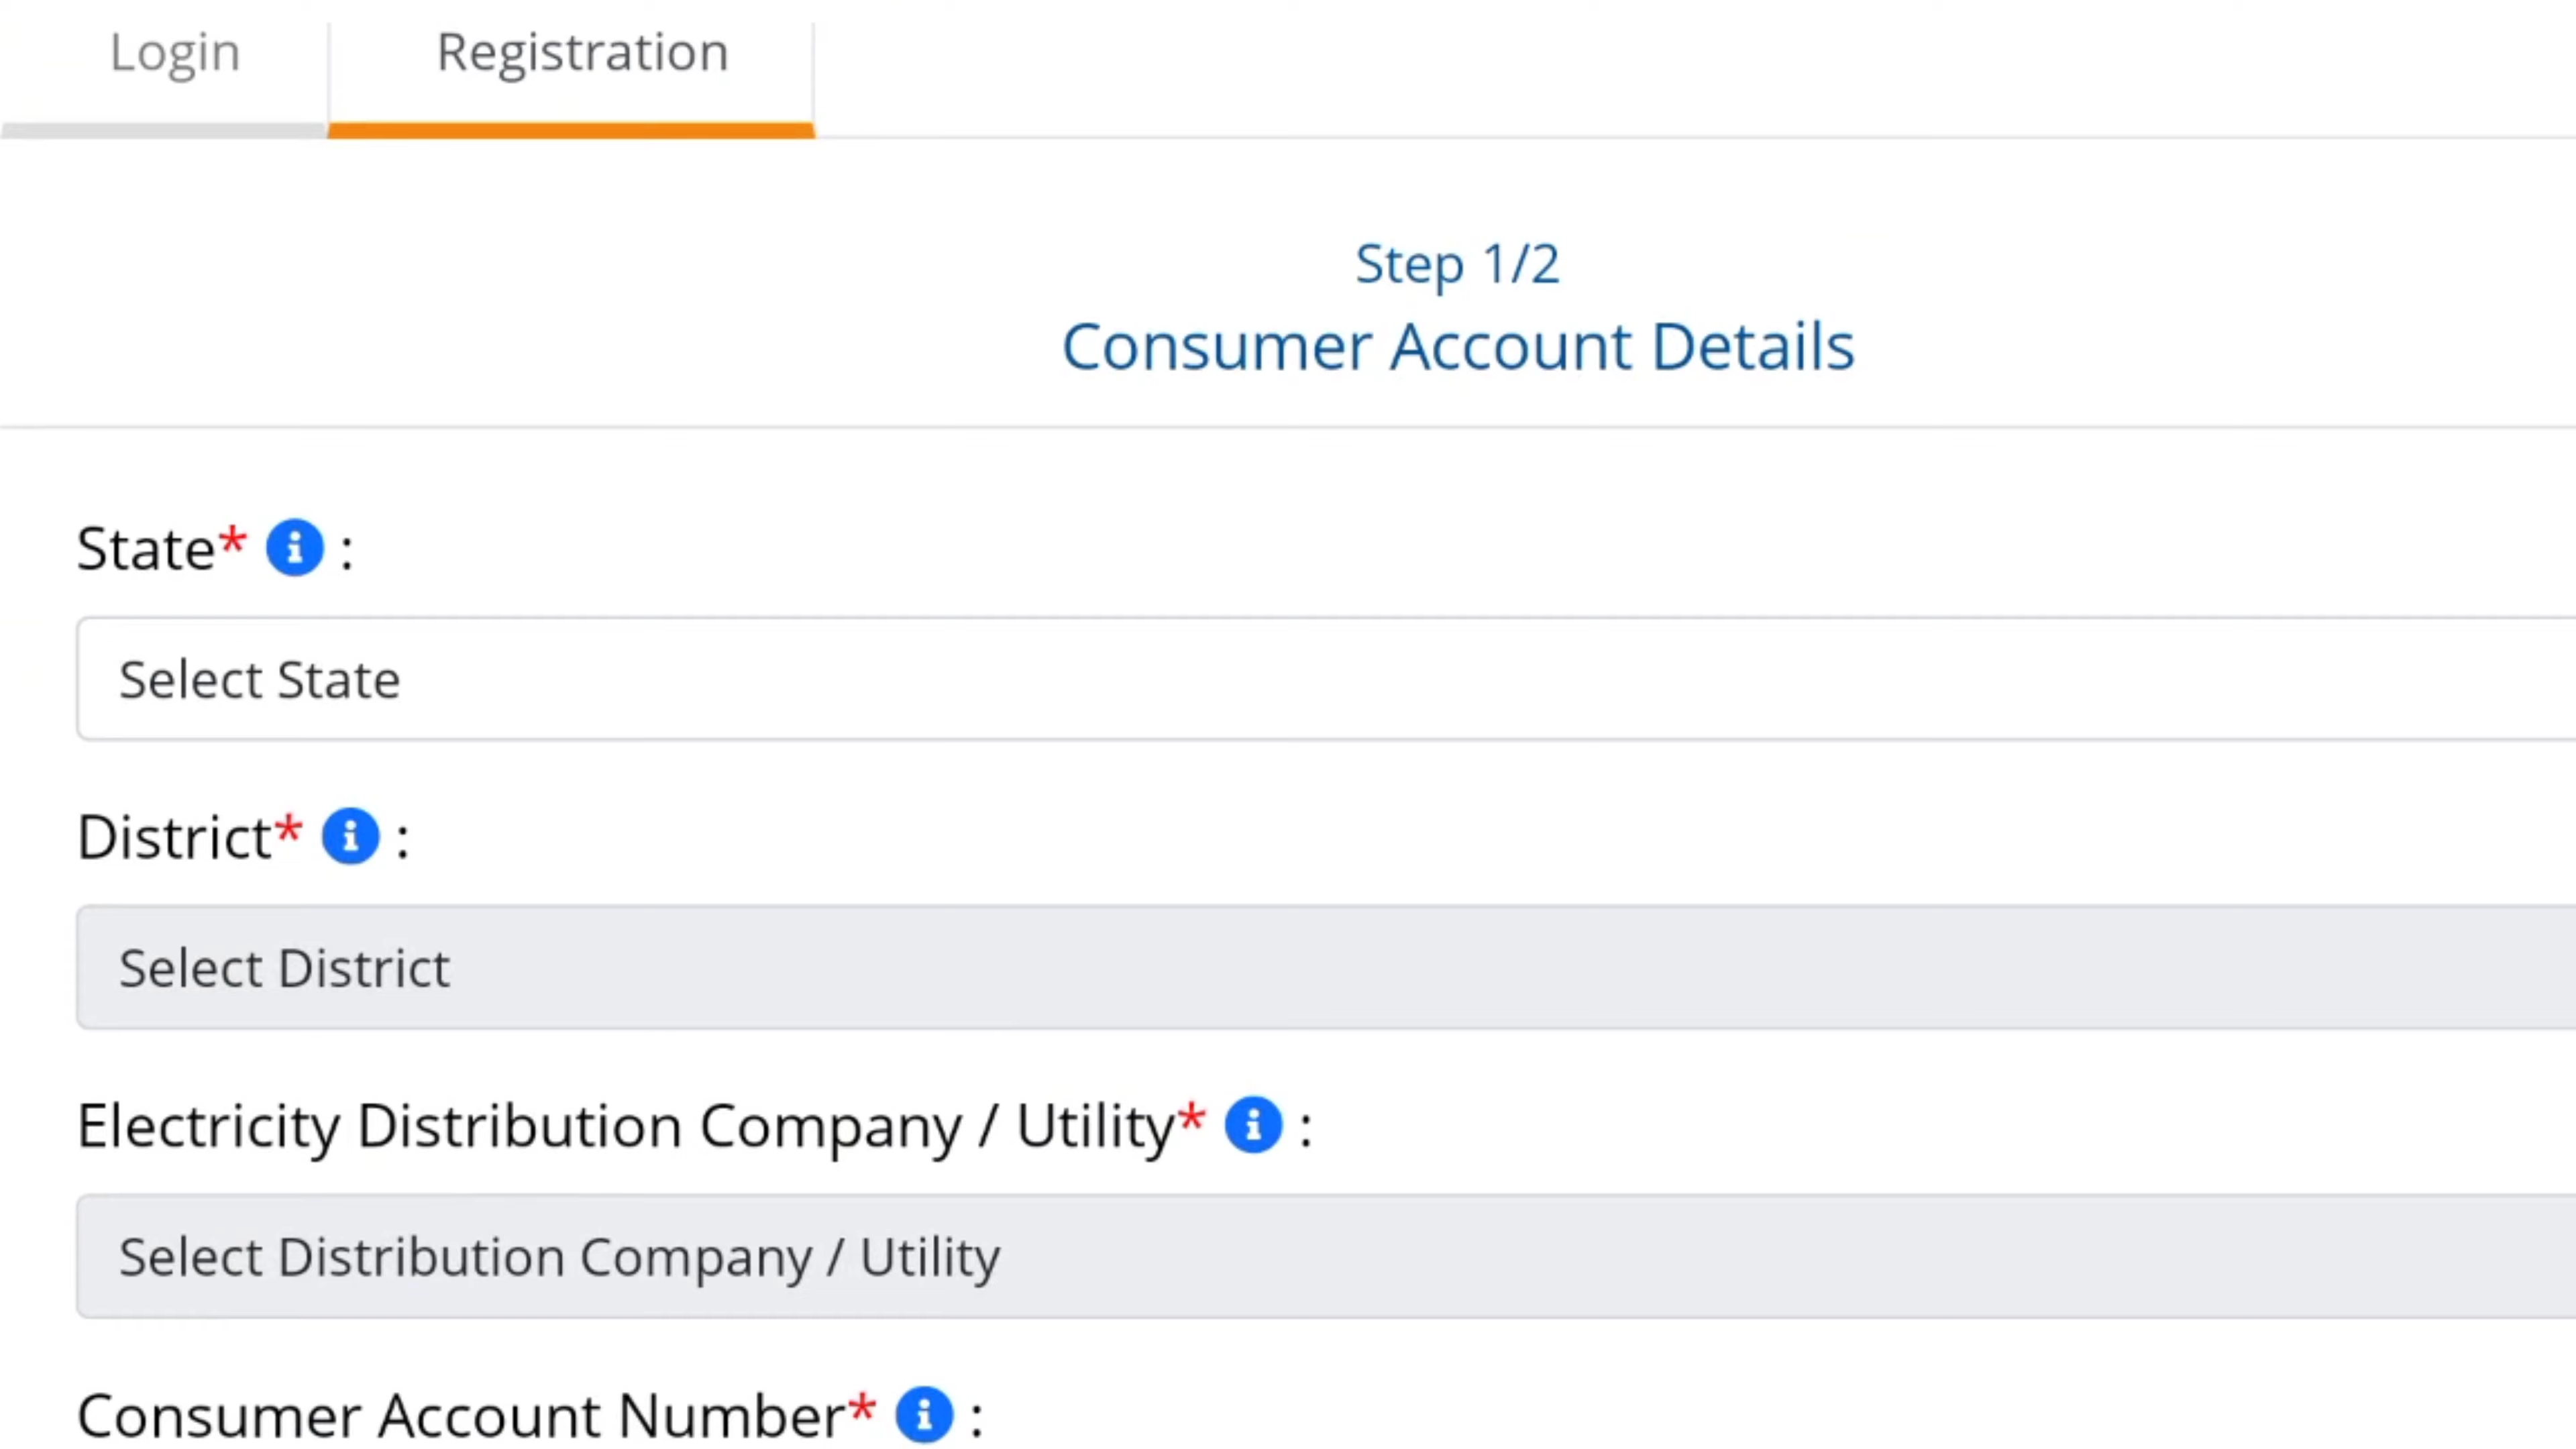 Login
Registration
Step 1/2
Consumer Account Details
State* :
Select State
District* :
Select District
Electricity Distribution Company / Utility* :
Select Distribution Company / Utility
Consumer Account Number* :